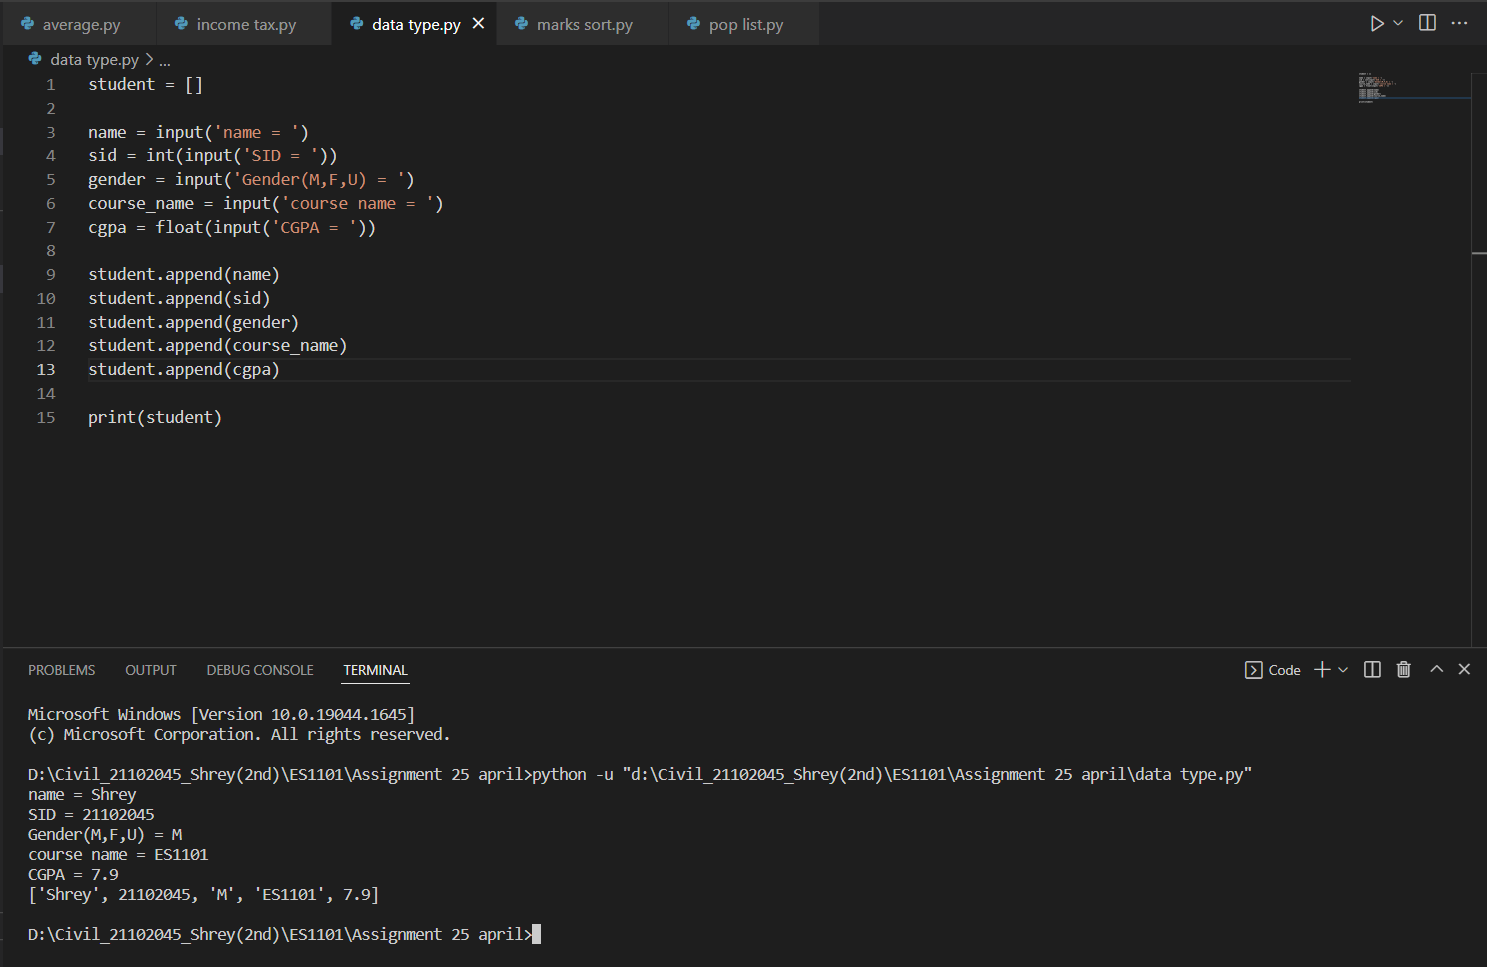 average.py income tax.py data type.py marks sort.py pop list.py
data type.py > ...
1 student = []
2
3 name = input('name = ')
4 sid = int(input('SID = '))
5 gender = input('Gender(M,F,U) = ')
6 course_name = input('course name = ')
7 cgpa = float(input('CGPA = '))
8
9 student.append(name)
10 student.append(sid)
11 student.append(gender)
12 student.append(course_name)
13 student.append(cgpa)
14
15 print(student)
PROBLEMS OUTPUT DEBUG CONSOLE TERMINAL Code
Microsoft Windows [Version 10.0.19044.1645]
(c) Microsoft Corporation. All rights reserved.
D:\Civil_21102045_Shrey(2nd)\ES1101\Assignment 25 april>python -u "d:\Civil_21102045_Shrey(2nd)\ES1101\Assignment 25 april\data type.py"
name = Shrey
SID = 21102045
Gender(M,F,U) = M
course name = ES1101
CGPA = 7.9
['Shrey', 21102045, 'M', 'ES1101', 7.9]
D:\Civil_21102045_Shrey(2nd)\ES1101\Assignment 25 april>